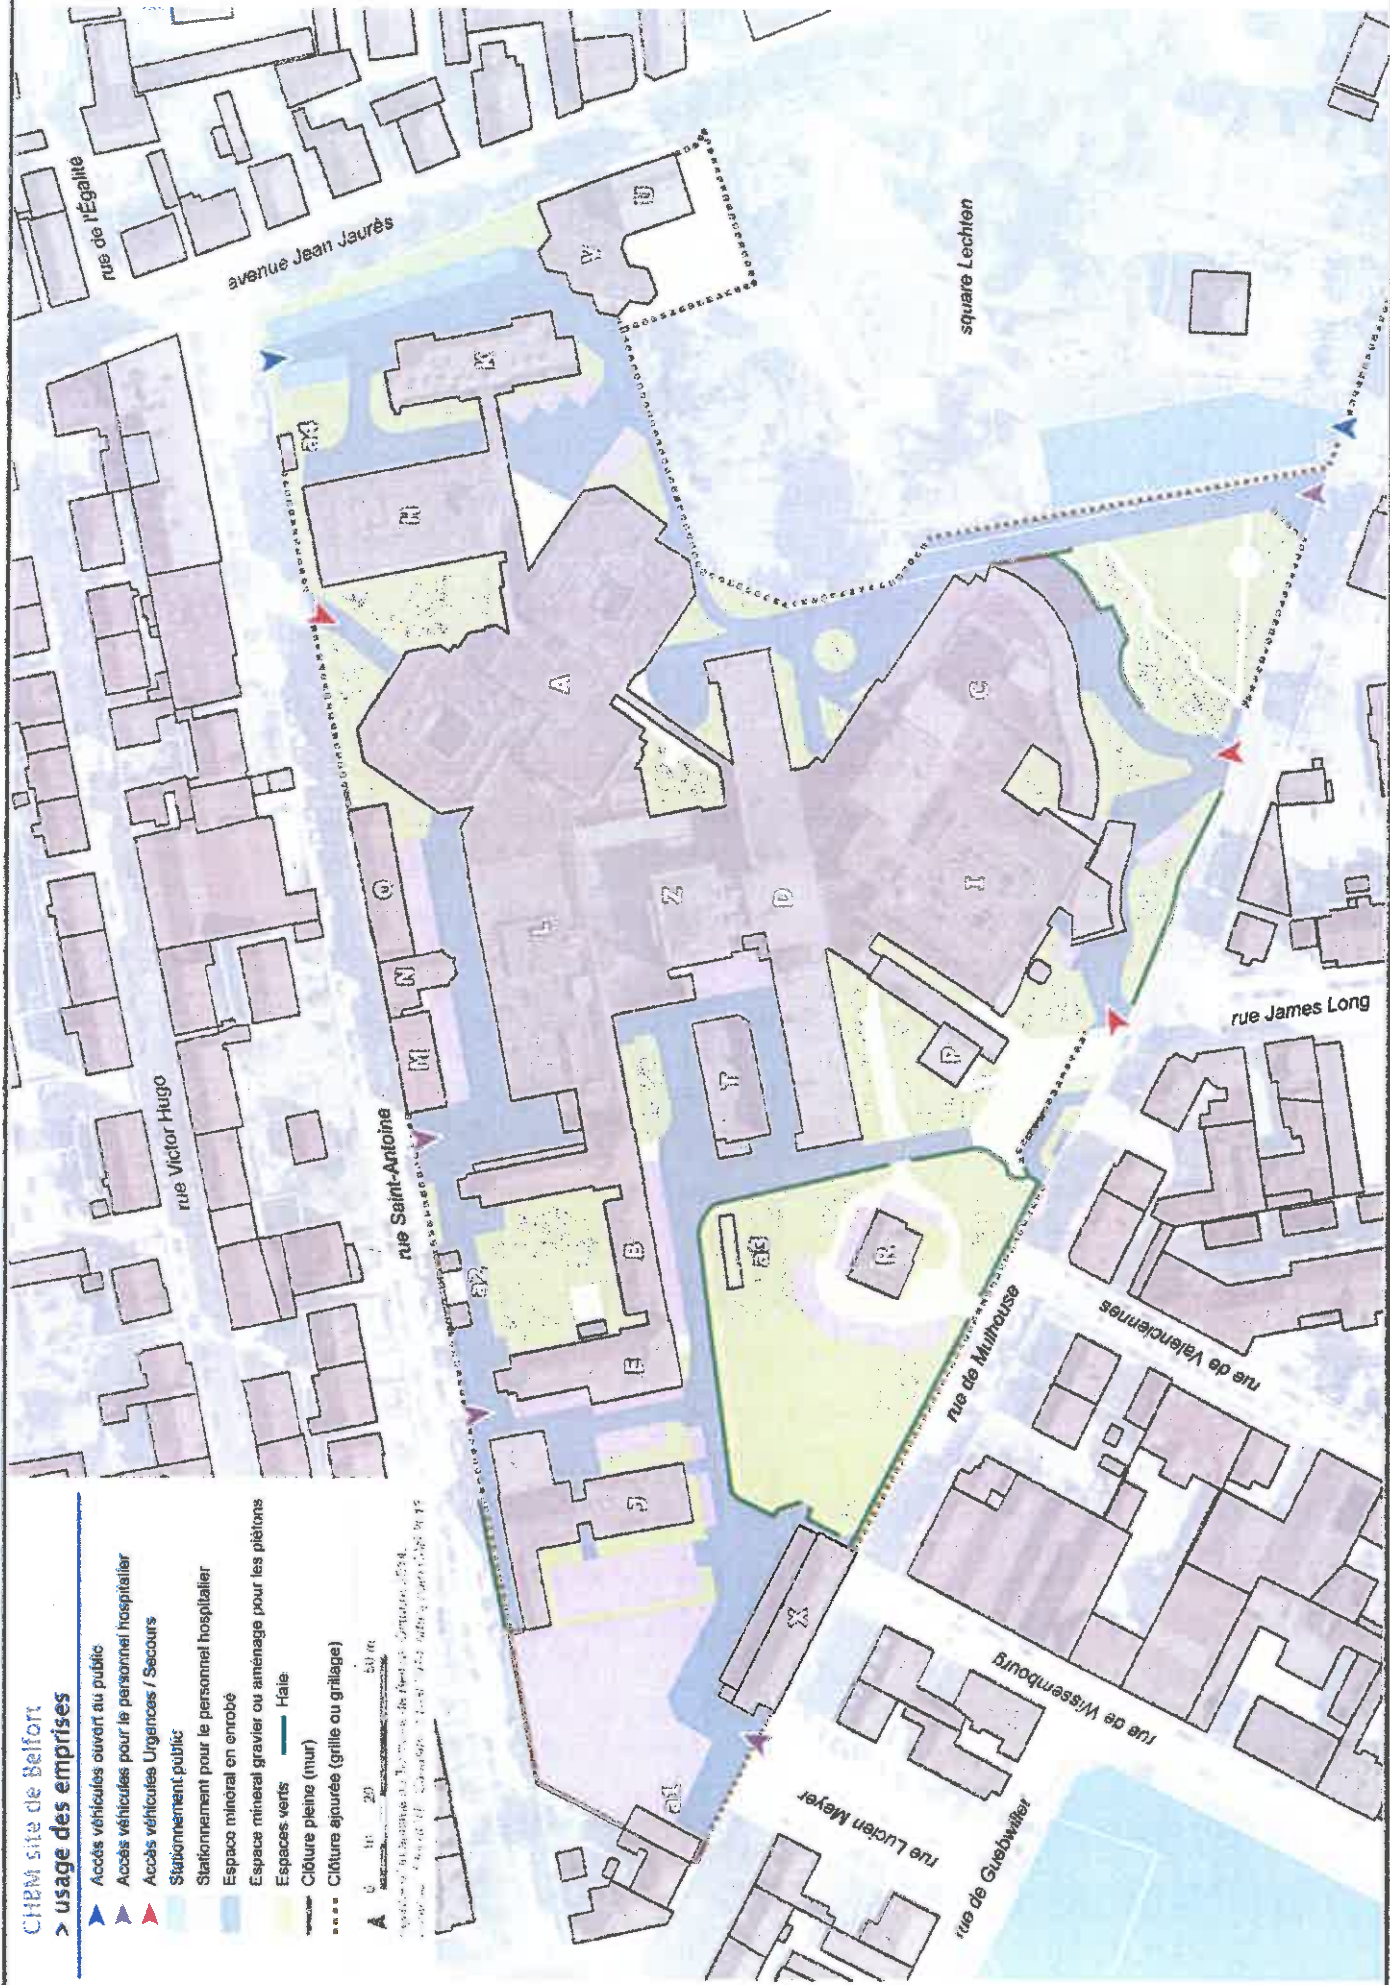 CHBM site de Belfort
> usage des emprises
Accès véhicules ouvert au public
Accès véhicules pour le personnel hospitalier
Accès véhicules Urgences / Secours
Stationnement public
Stationnement pour le personnel hospitalier
Espace minéral en enrobé
Espace minéral gravier ou aménagé pour les piétons
Espaces verts
Haie
Clôture pleine (mur)
Clôture ajourée (grille ou grillage)
0 10 20 50 m
rue de l'Égalité
avenue Jean Jaurès
rue Victor Hugo
rue Saint-Antoine
square Lechten
rue James Long
rue de Mulhouse
rue de Valenciennes
rue de Wissembourg
rue Lucien Meyer
rue de Guebwiller
A
B
C
D
E
H
I
J
K
L
M
N
P
Q
R
T
U
W
X
Z
a1
a2
a3